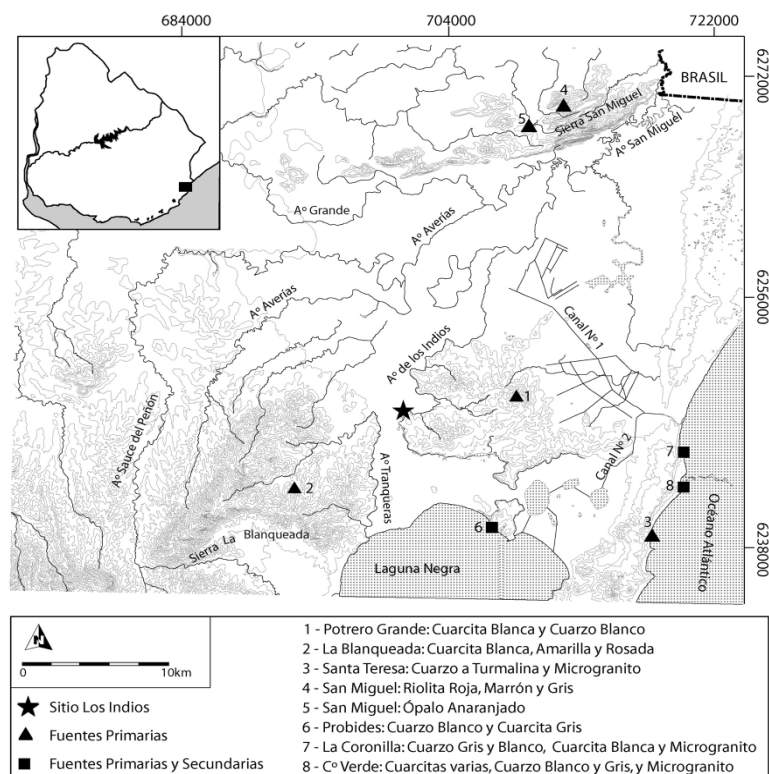 684000
704000
722000
6272000
BRASIL
4
5
Sierra San Miguel
Aº San Miguel
Aº Grande
Aº Averías
Aº Averías
6256000
Canal Nº 1
Aº de los Indios
1
Aº Sauce del Peñón
Canal Nº 2
7
Aº Tranqueras
2
8
Océano Atlántico
6
3
Sierra La Blanqueada
6238000
Laguna Negra
N
0 10km
Sitio Los Indios
Fuentes Primarias
Fuentes Primarias y Secundarias
1 - Potrero Grande: Cuarcita Blanca y Cuarzo Blanco
2 - La Blanqueada: Cuarcita Blanca, Amarilla y Rosada
3 - Santa Teresa: Cuarzo a Turmalina y Microgranito
4 - San Miguel: Riolita Roja, Marrón y Gris
5 - San Miguel: Ópalo Anaranjado
6 - Probides: Cuarzo Blanco y Cuarcita Gris
7 - La Coronilla: Cuarzo Gris y Blanco, Cuarcita Blanca y Microgranito
8 - Cº Verde: Cuarcitas varias, Cuarzo Blanco y Gris, y Microgranito